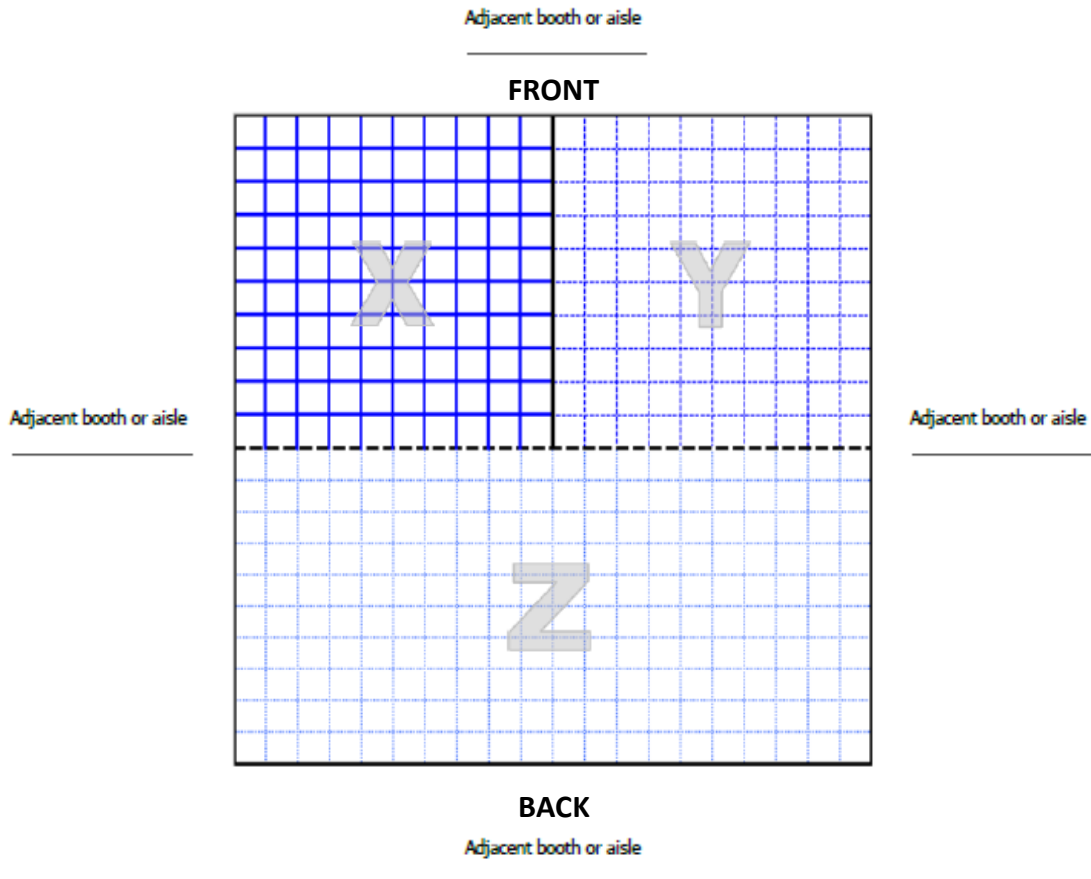 Adjacent booth or aisle
FRONT
X
Y
Adjacent booth or aisle
Adjacent booth or aisle
Z
BACK
Adjacent booth or aisle